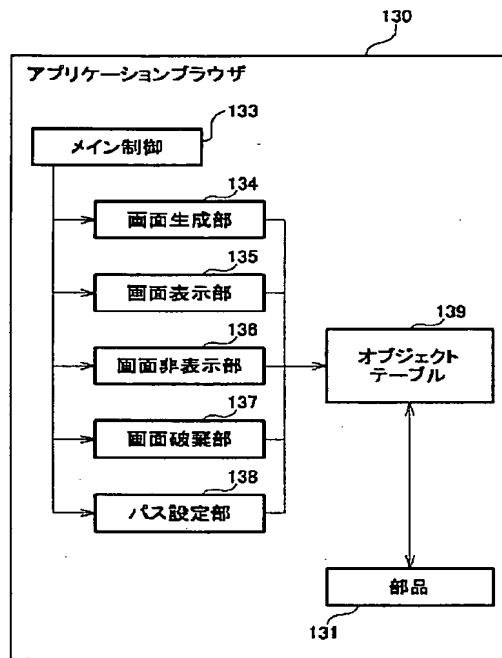 130
アプリケーションブラウザ
133
メイン制御
134
画面生成部
135
画面表示部
138
画面非表示部
137
画面破棄部
138
パス設定部
139
オブジェクト
テーブル
部品
131